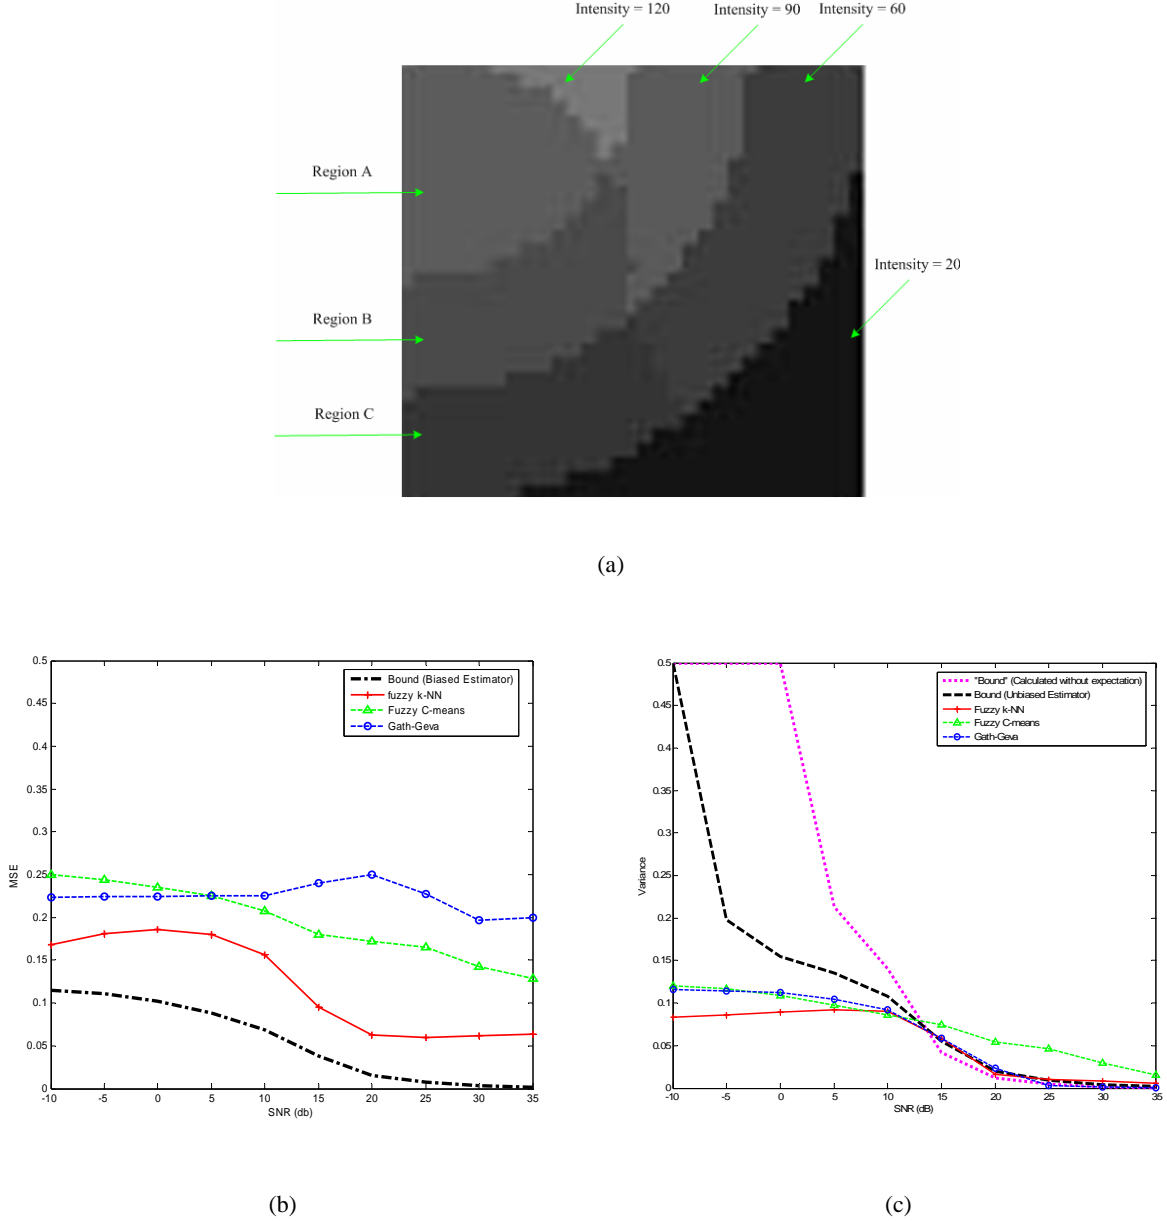 Intensity = 120
Intensity = 90
Intensity = 60
Region A
Intensity = 20
Region B
Region C
(a)
0.5
0.45
0.4
0.35
0.3
0.25
0.2
0.15
0.1
0.05
0
MSE
Bound (Biased Estimator)
fuzzy k-NN
Fuzzy C-means
Gath-Geva
-10
-5
0
5
10
15
20
25
30
35
SNR (db)
(b)
0.5
0.45
0.4
0.35
0.3
0.25
0.2
0.15
0.1
0.05
0
Variance
"Bound" (Calculated without expectation)
Bound (Unbiased Estimator)
Fuzzy k-NN
Fuzzy C-means
Gath-Geva
-10
-5
0
5
10
15
20
25
30
35
SNR (dB)
(c)